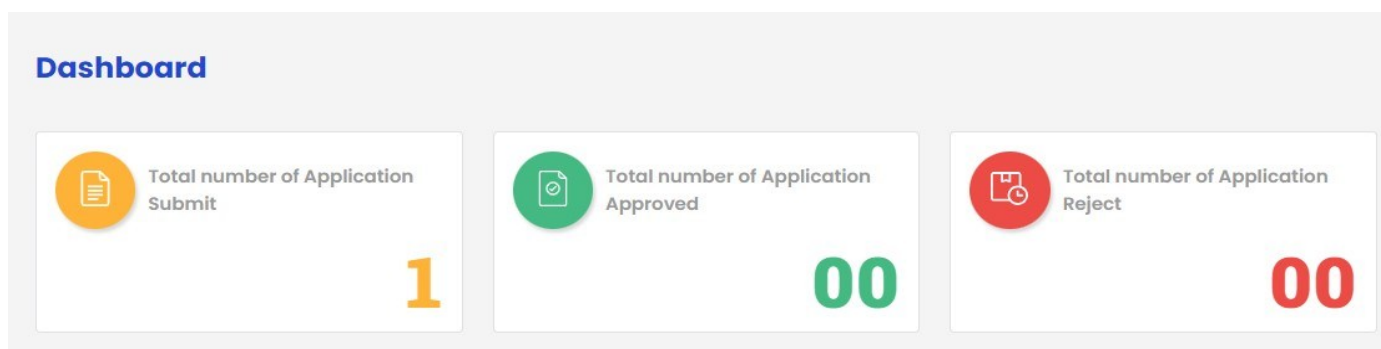 Dashboard
Total number of Application
Submit
1
Total number of Application
Approved
00
Total number of Application
Reject
00